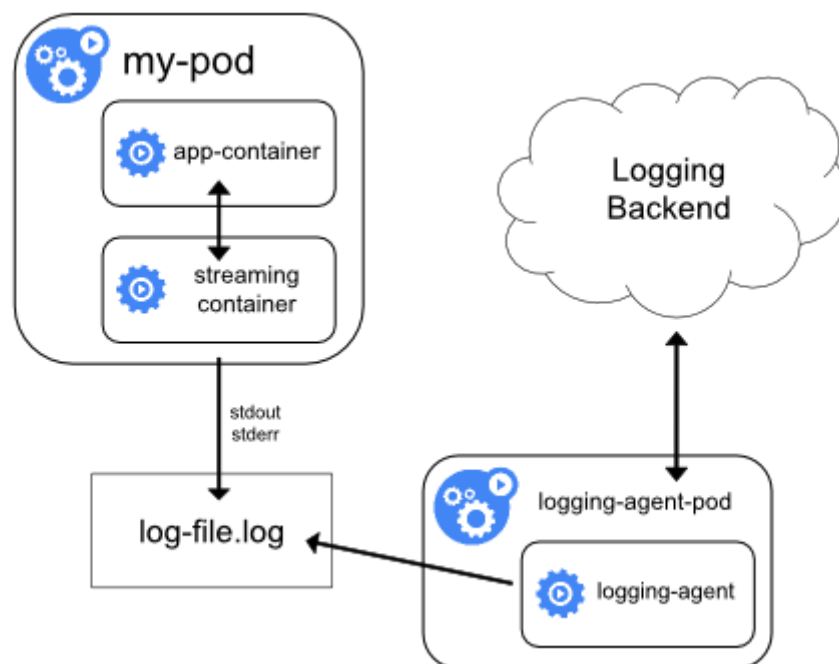 my-pod
app-container
streaming
container
stdout
stderr
log-file.log
Logging
Backend
logging-agent-pod
logging-agent